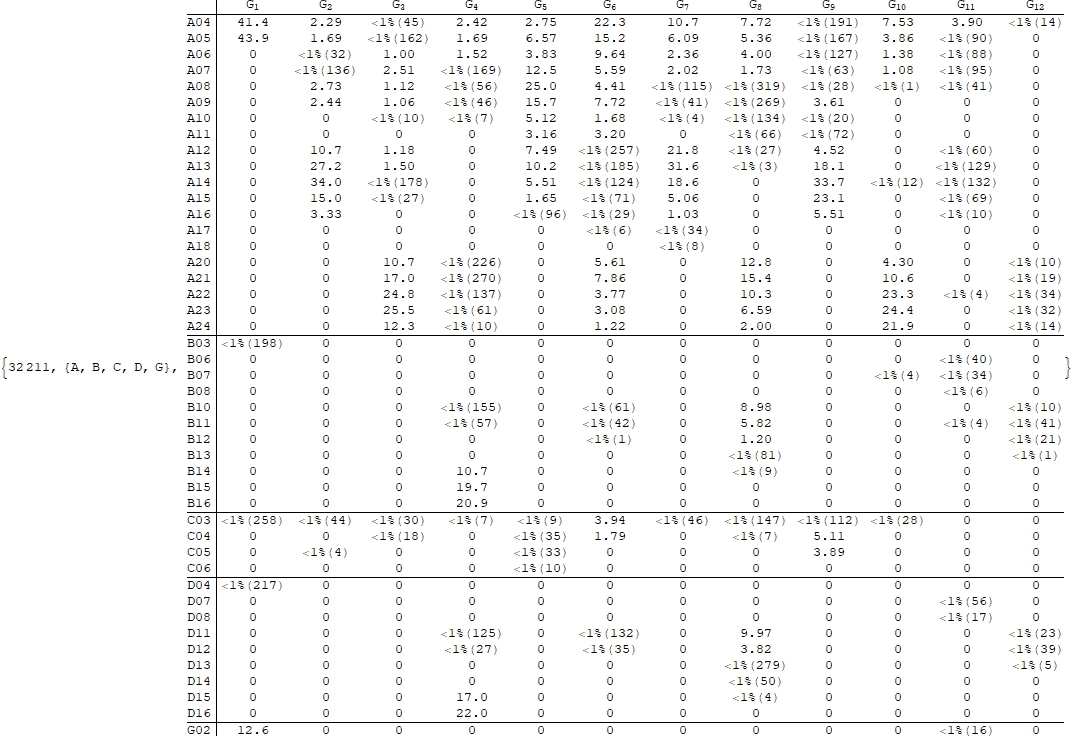 G1 G2 G3 G4 G5 G6 G7 G8 G9 G10 G11 G12
A04 41.4 2.29 <1%(45) 2.42 2.75 22.3 10.7 7.72 <1%(191) 7.53 3.90 <1%(14)
A05 43.9 1.69 <1%(162) 1.69 6.57 15.2 6.09 5.36 <1%(167) 3.86 <1%(90) 0
A06 0 <1%(32) 1.00 1.52 3.83 9.64 2.36 4.00 <1%(127) 1.38 <1%(88) 0
A07 0 <1%(136) 2.51 <1%(169) 12.5 5.59 2.02 1.73 <1%(63) 1.08 <1%(95) 0
A08 0 2.73 1.12 <1%(56) 25.0 4.41 <1%(115) <1%(319) <1%(28) <1%(1) <1%(41) 0
A09 0 2.44 1.06 <1%(46) 15.7 7.72 <1%(41) <1%(269) 3.61 0 0 0
A10 0 0 <1%(10) <1%(7) 5.12 1.68 <1%(4) <1%(134) <1%(20) 0 0 0
A11 0 0 0 0 3.16 3.20 0 <1%(66) <1%(72) 0 0 0
A12 0 10.7 1.18 0 7.49 <1%(257) 21.8 <1%(27) 4.52 0 <1%(60) 0
A13 0 27.2 1.50 0 10.2 <1%(185) 31.6 <1%(3) 18.1 0 <1%(129) 0
A14 0 34.0 <1%(178) 0 5.51 <1%(124) 18.6 0 33.7 <1%(12) <1%(132) 0
A15 0 15.0 <1%(27) 0 1.65 <1%(71) 5.06 0 23.1 0 <1%(69) 0
A16 0 3.33 0 0 <1%(96) <1%(29) 1.03 0 5.51 0 <1%(10) 0
A17 0 0 0 0 0 <1%(6) <1%(34) 0 0 0 0 0
A18 0 0 0 0 0 0 <1%(8) 0 0 0 0 0
A20 0 0 10.7 <1%(226) 0 5.61 0 12.8 0 4.30 0 <1%(10)
A21 0 0 17.0 <1%(270) 0 7.86 0 15.4 0 10.6 0 <1%(19)
A22 0 0 24.8 <1%(137) 0 3.77 0 10.3 0 23.3 <1%(4) <1%(34)
A23 0 0 25.5 <1%(61) 0 3.08 0 6.59 0 24.4 0 <1%(32)
A24 0 0 12.3 <1%(10) 0 1.22 0 2.00 0 21.9 0 <1%(14)
B03 <1%(198) 0 0 0 0 0 0 0 0 0 0 0
B06 0 0 0 0 0 0 0 0 0 0 <1%(40) 0
{32211, {A, B, C, D, G}, B07 0 0 0 0 0 0 0 0 0 <1%(4) <1%(34) 0 }
B08 0 0 0 0 0 0 0 0 0 0 <1%(6) 0
B10 0 0 0 <1%(155) 0 <1%(61) 0 8.98 0 0 0 <1%(10)
B11 0 0 0 <1%(57) 0 <1%(42) 0 5.82 0 0 <1%(4) <1%(41)
B12 0 0 0 0 0 <1%(1) 0 1.20 0 0 0 <1%(21)
B13 0 0 0 0 0 0 0 <1%(81) 0 0 0 <1%(1)
B14 0 0 0 10.7 0 0 0 <1%(9) 0 0 0 0
B15 0 0 0 19.7 0 0 0 0 0 0 0 0
B16 0 0 0 20.9 0 0 0 0 0 0 0 0
C03 <1%(258) <1%(44) <1%(30) <1%(7) <1%(9) 3.94 <1%(46) <1%(147) <1%(112) <1%(28) 0 0
C04 0 0 <1%(18) 0 <1%(35) 1.79 0 <1%(7) 5.11 0 0 0
C05 0 <1%(4) 0 0 <1%(33) 0 0 0 3.89 0 0 0
C06 0 0 0 0 <1%(10) 0 0 0 0 0 0 0
D04 <1%(217) 0 0 0 0 0 0 0 0 0 0 0
D07 0 0 0 0 0 0 0 0 0 0 <1%(56) 0
D08 0 0 0 0 0 0 0 0 0 0 <1%(17) 0
D11 0 0 0 <1%(125) 0 <1%(132) 0 9.97 0 0 0 <1%(23)
D12 0 0 0 <1%(27) 0 <1%(35) 0 3.82 0 0 0 <1%(39)
D13 0 0 0 0 0 0 0 <1%(279) 0 0 0 <1%(5)
D14 0 0 0 0 0 0 0 <1%(50) 0 0 0 0
D15 0 0 0 17.0 0 0 0 <1%(4) 0 0 0 0
D16 0 0 0 22.0 0 0 0 0 0 0 0 0
G02 12.6 0 0 0 0 0 0 0 0 0 <1%(16) 0